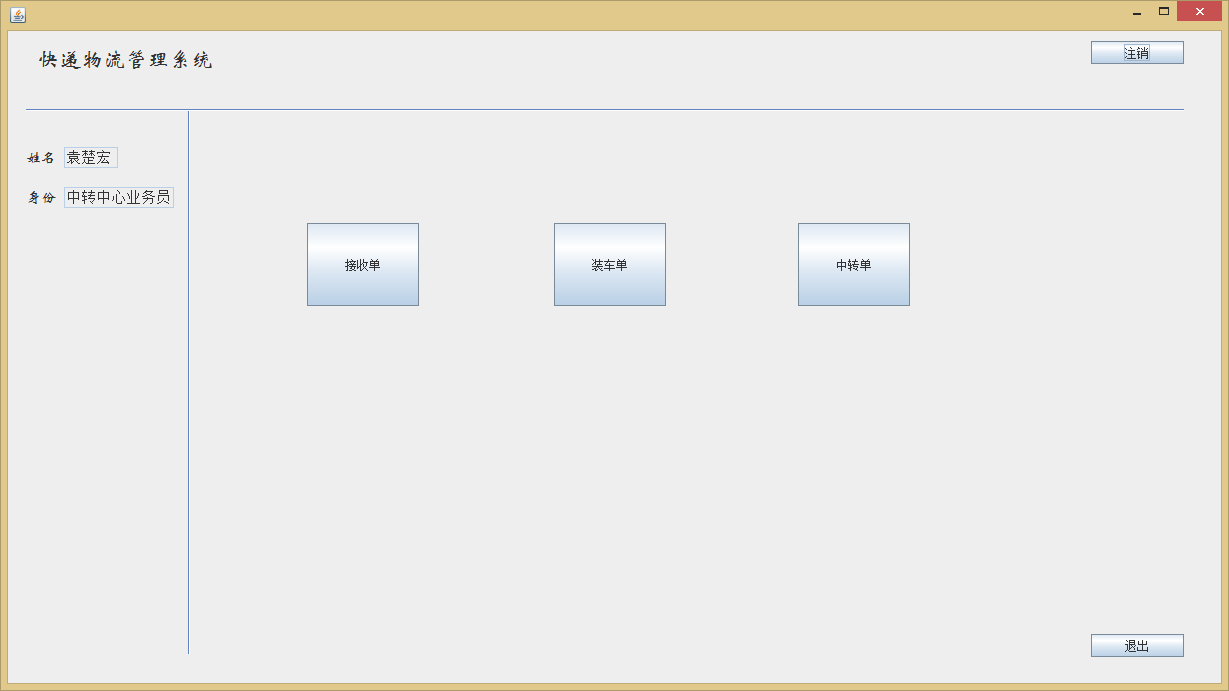 快递物流管理系统
注销
姓名 袁楚宏
身份 中转中心业务员
接收单 装车单 中转单
退出